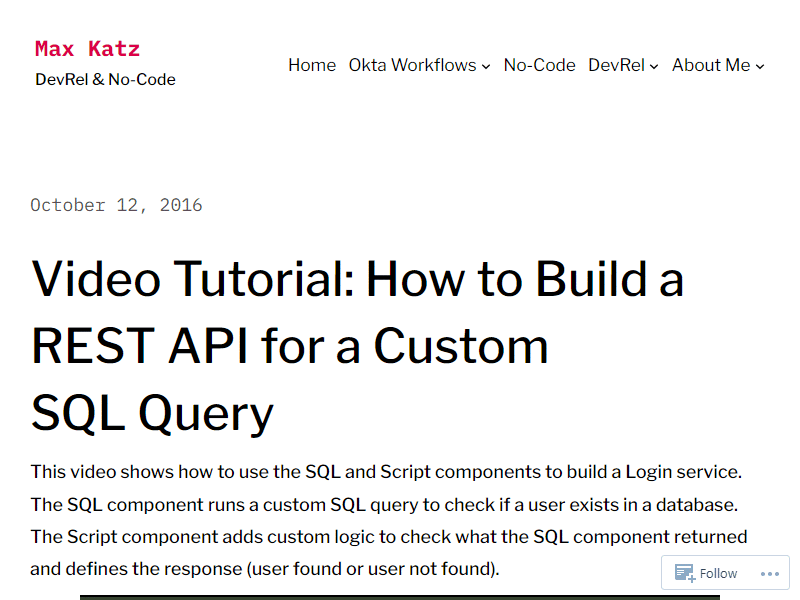 Max Katz
DevRel & No-Code
Home Okta Workflows No-Code DevRel About Me
October 12, 2016
Video Tutorial: How to Build a
REST API for a Custom
SQL Query
This video shows how to use the SQL and Script components to build a Login service.
The SQL component runs a custom SQL query to check if a user exists in a database.
The Script component adds custom logic to check what the SQL component returned
and defines the response (user found or user not found).
Follow